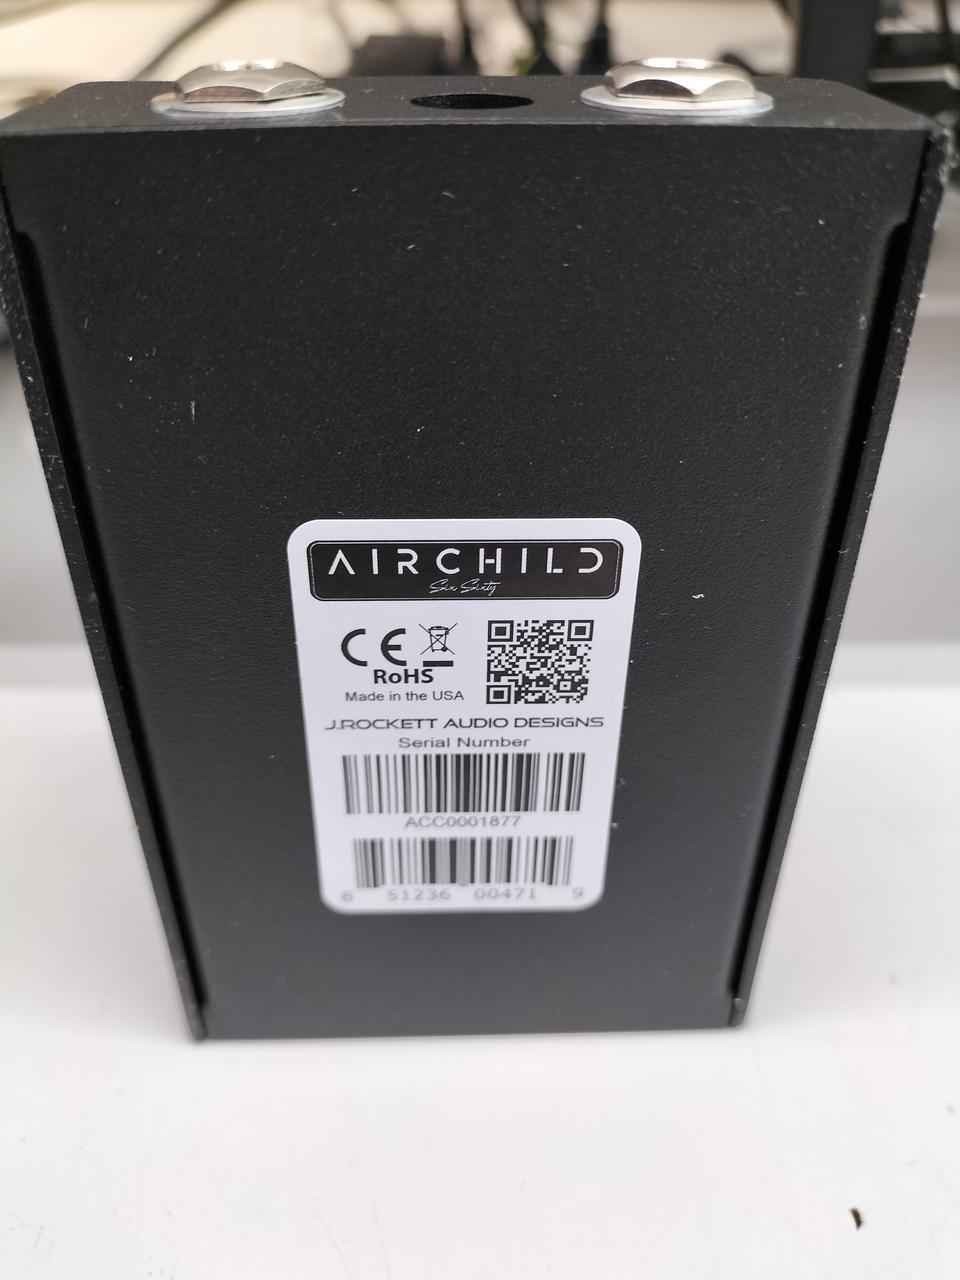 AIRCHILD
Six Sixty
CE
RoHS
Made in the USA
J.ROCKETT AUDIO DESIGNS
Serial Number
ACC0001877
8 51236 00471 9